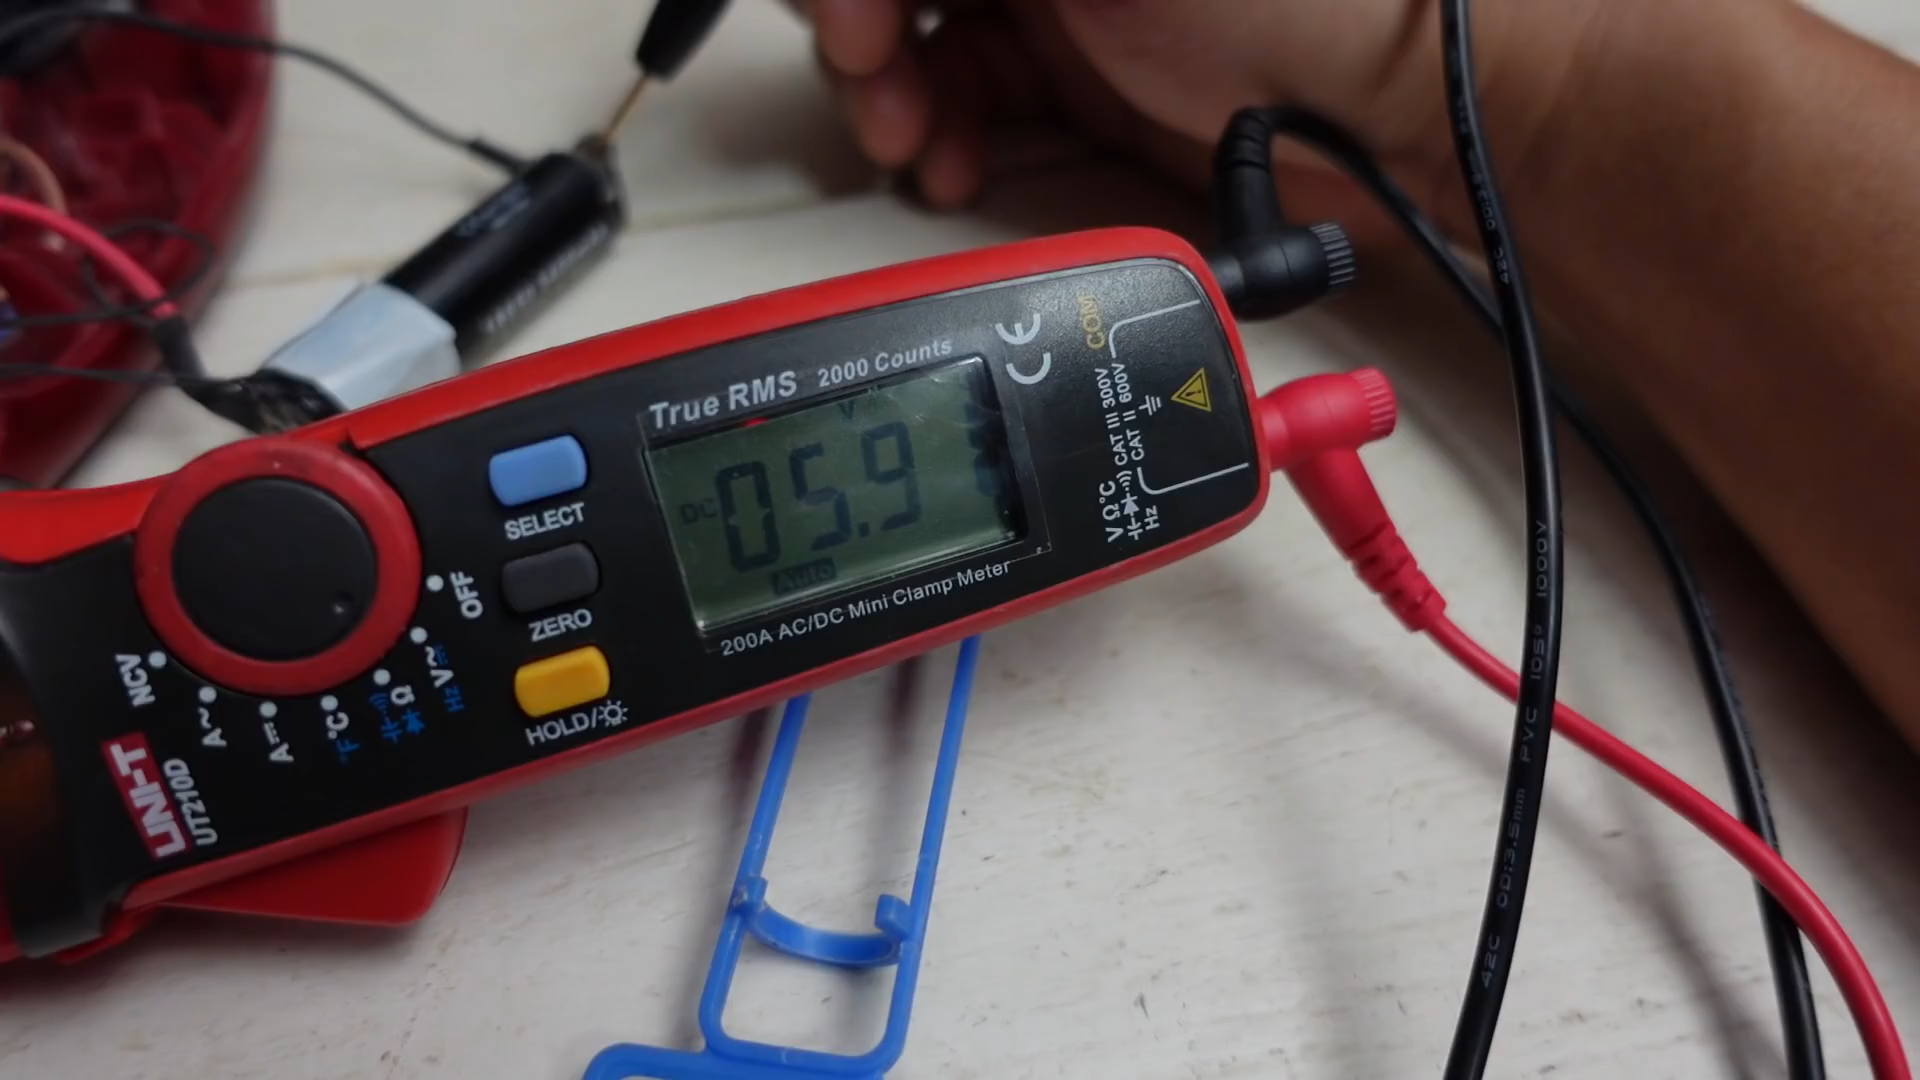 True RMS 2000 Counts
CE
COM
V
DC 05.9
Auto
200A AC/DC Mini Clamp Meter
CAT III 300V
CAT II 600V
VΩ°C
Hz
SELECT
ZERO
HOLD/
OFF
Hz V~
Ω
°F°C
A
A~
NCV
UNI-T
UT210D
42C OD:3.5mm PVC 105° 1000V